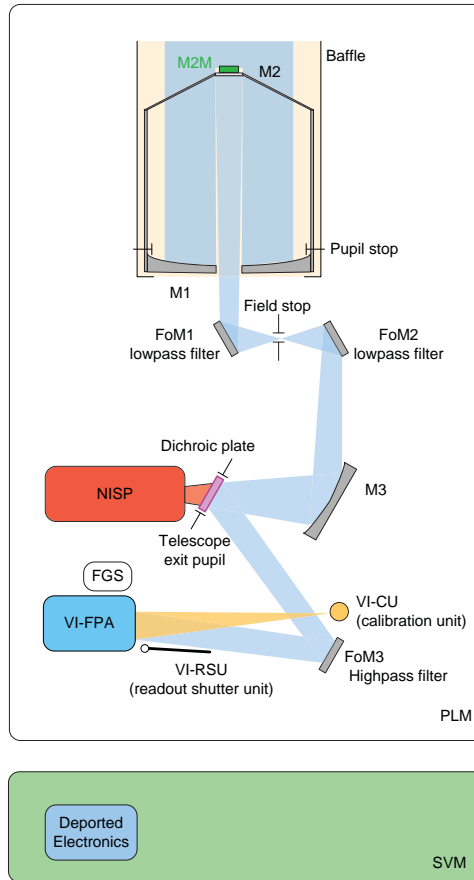 Baffle
M2M
M2
Pupil stop
M1
Field stop
FoM1
lowpass filter
FoM2
lowpass filter
Dichroic plate
NISP
M3
Telescope
exit pupil
FGS
VI-FPA
VI-CU
(calibration unit)
VI-RSU
(readout shutter unit)
FoM3
Highpass filter
PLM
Deported
Electronics
SVM